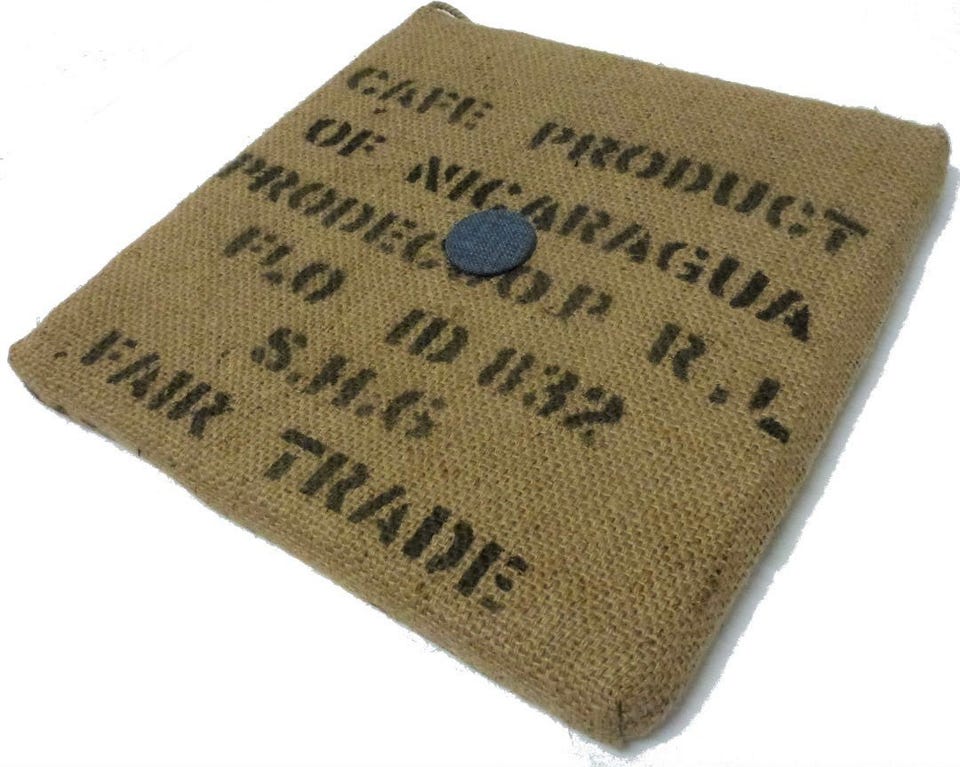 CAFE PRODUCT
OF NICARAGUA
PRODECOOP R.L
FLO ID 832
S.H.G
FAIR TRADE